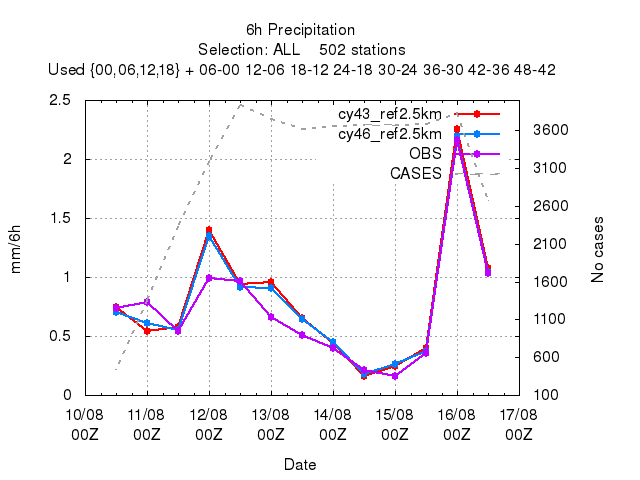 6h Precipitation
Selection: ALL    502 stations
Used {00,06,12,18} + 06-00 12-06 18-12 24-18 30-24 36-30 42-36 48-42
cy43_ref2.5km
cy46_ref2.5km
OBS
CASES
2.5
2
1.5
1
0.5
0
mm/6h
3600
3100
2600
2100
1600
1100
600
100
No cases
10/08 11/08 12/08 13/08 14/08 15/08 16/08 17/08
00Z 00Z 00Z 00Z 00Z 00Z 00Z 00Z
Date